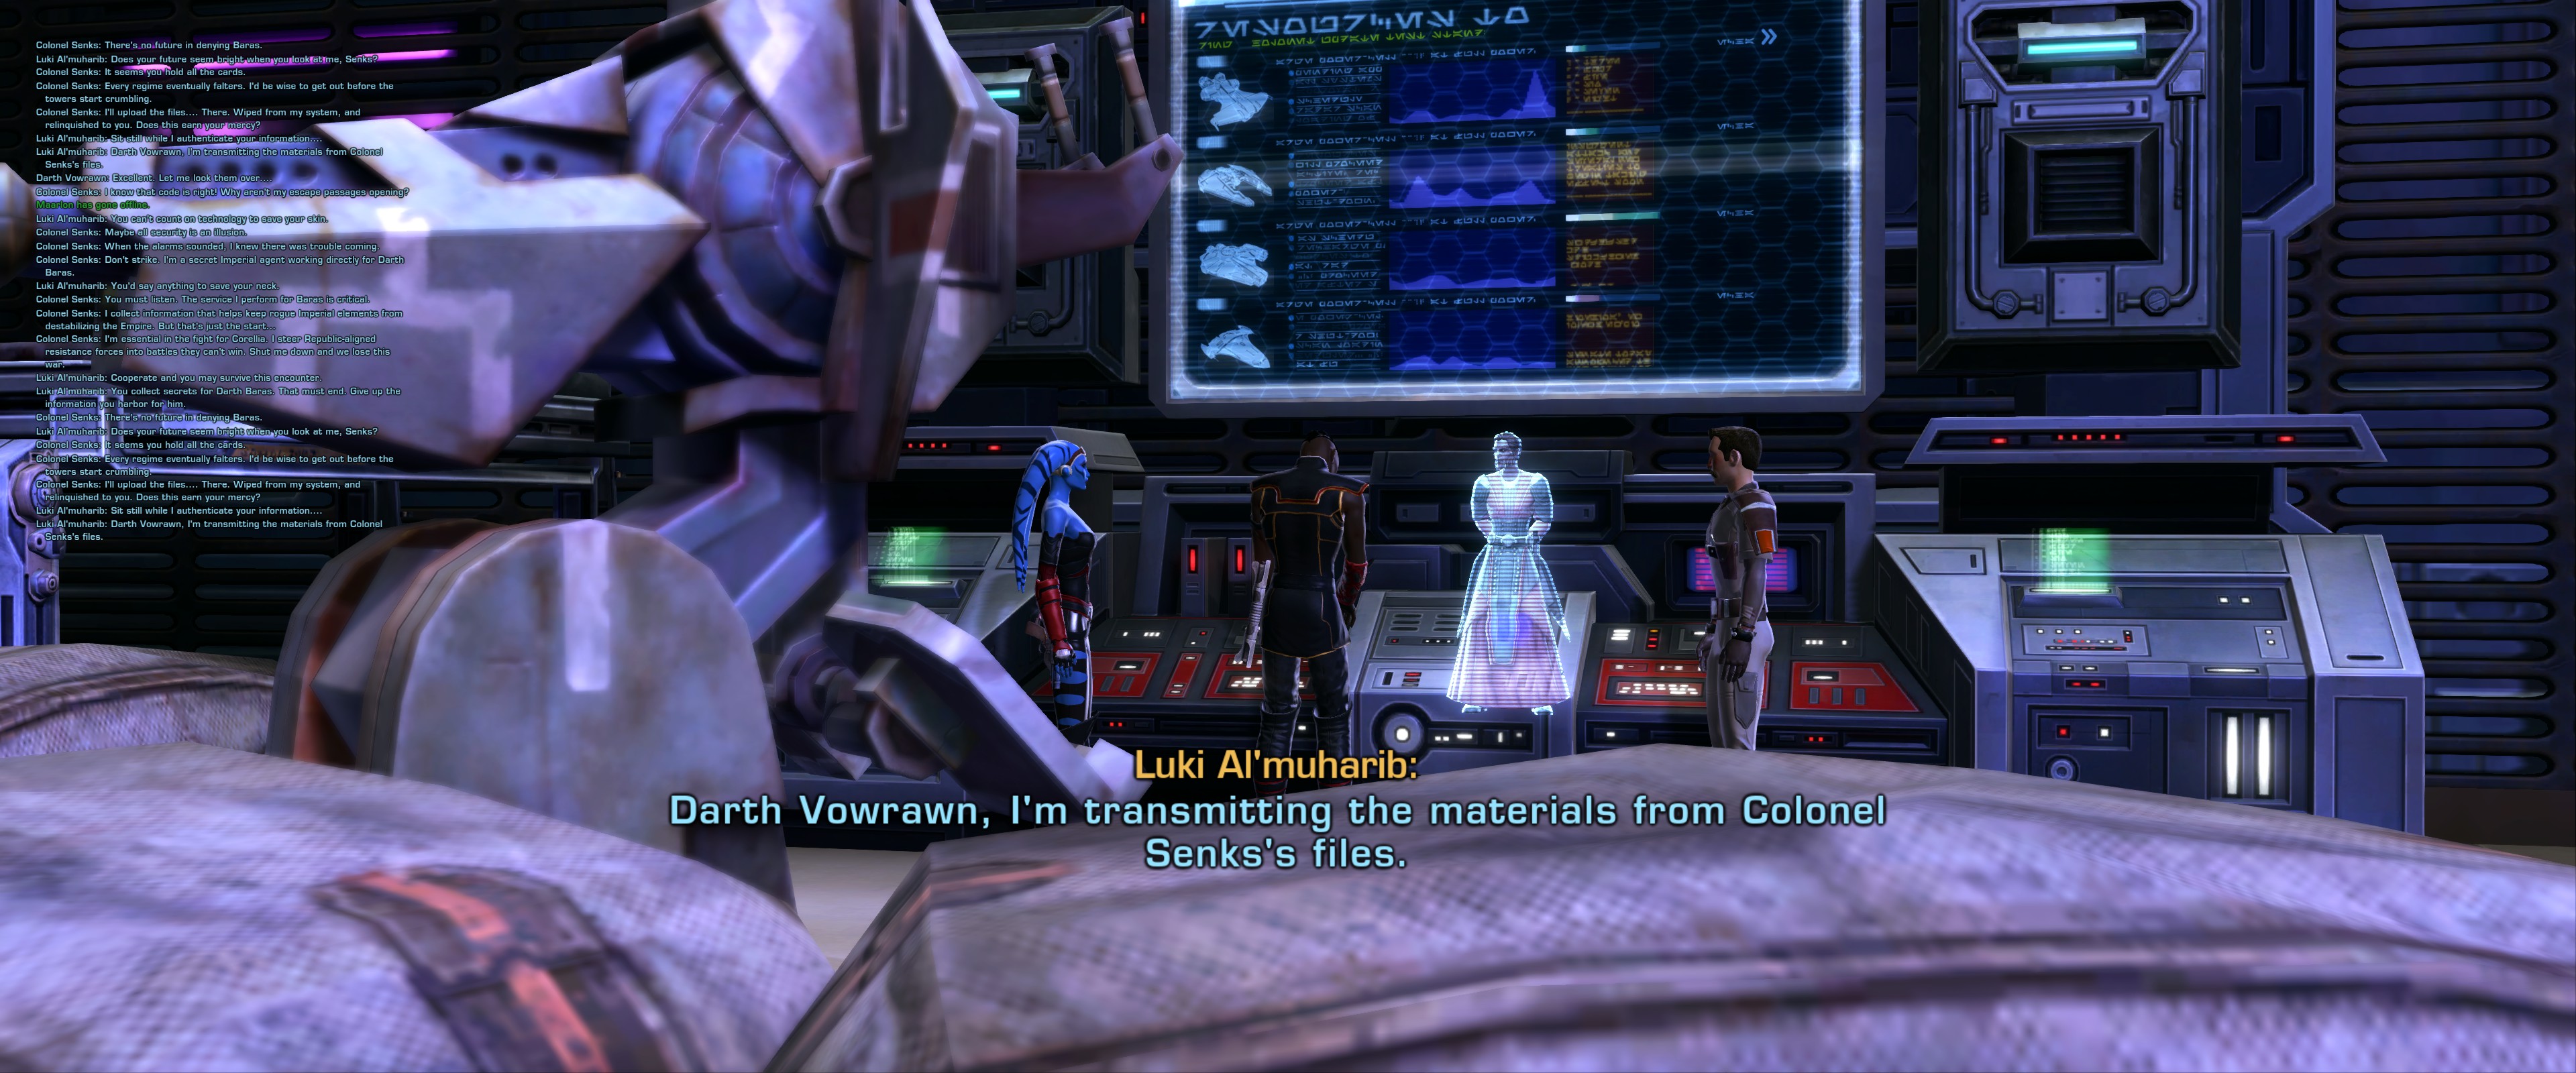 Colonel Senks: There's no future in denying Baras.
Luki Al'muharib: Does your future seem bright when you look at me, Senks?
Colonel Senks: It seems you hold all the cards.
Colonel Senks: Every regime eventually falters. I'd be wise to get out before the
towers start crumbling.
Colonel Senks: I'll upload the files.... There. Wiped from my system, and
relinquished to you. Does this earn your mercy?
Luki Al'muharib: Sit still while I authenticate your information....
Luki Al'muharib: Darth Vowrawn, I'm transmitting the materials from Colonel
Senks's files.
Darth Vowrawn: Excellent. Let me look them over....
Colonel Senks: I know that code is right! Why aren't my escape passages opening?
Maarlon has gone offline.
Luki Al'muharib: You can't count on technology to save your skin.
Colonel Senks: Maybe all security is an illusion.
Colonel Senks: When the alarms sounded, I knew there was trouble coming.
Colonel Senks: Don't strike. I'm a secret Imperial agent working directly for Darth
Baras.
Luki Al'muharib: You'd say anything to save your neck.
Colonel Senks: You must listen. The service I perform for Baras is critical.
Colonel Senks: I collect information that helps keep rogue Imperial elements from
destabilizing the Empire. But that's just the start...
Colonel Senks: I'm essential in the fight for Corellia. I steer Republic-aligned
resistance forces into battles they can't win. Shut me down and we lose this
war.
Luki Al'muharib: Cooperate and you may survive this encounter.
Luki Al'muharib: You collect secrets for Darth Baras. That must end. Give up the
information you harbor for him.
Colonel Senks: There's no future in denying Baras.
Luki Al'muharib: Does your future seem bright when you look at me, Senks?
Colonel Senks: It seems you hold all the cards.
Colonel Senks: Every regime eventually falters. I'd be wise to get out before the
towers start crumbling.
Colonel Senks: I'll upload the files.... There. Wiped from my system, and
relinquished to you. Does this earn your mercy?
Luki Al'muharib: Sit still while I authenticate your information....
Luki Al'muharib: Darth Vowrawn, I'm transmitting the materials from Colonel
Senks's files.
Luki Al'muharib:
Darth Vowrawn, I'm transmitting the materials from Colonel
Senks's files.